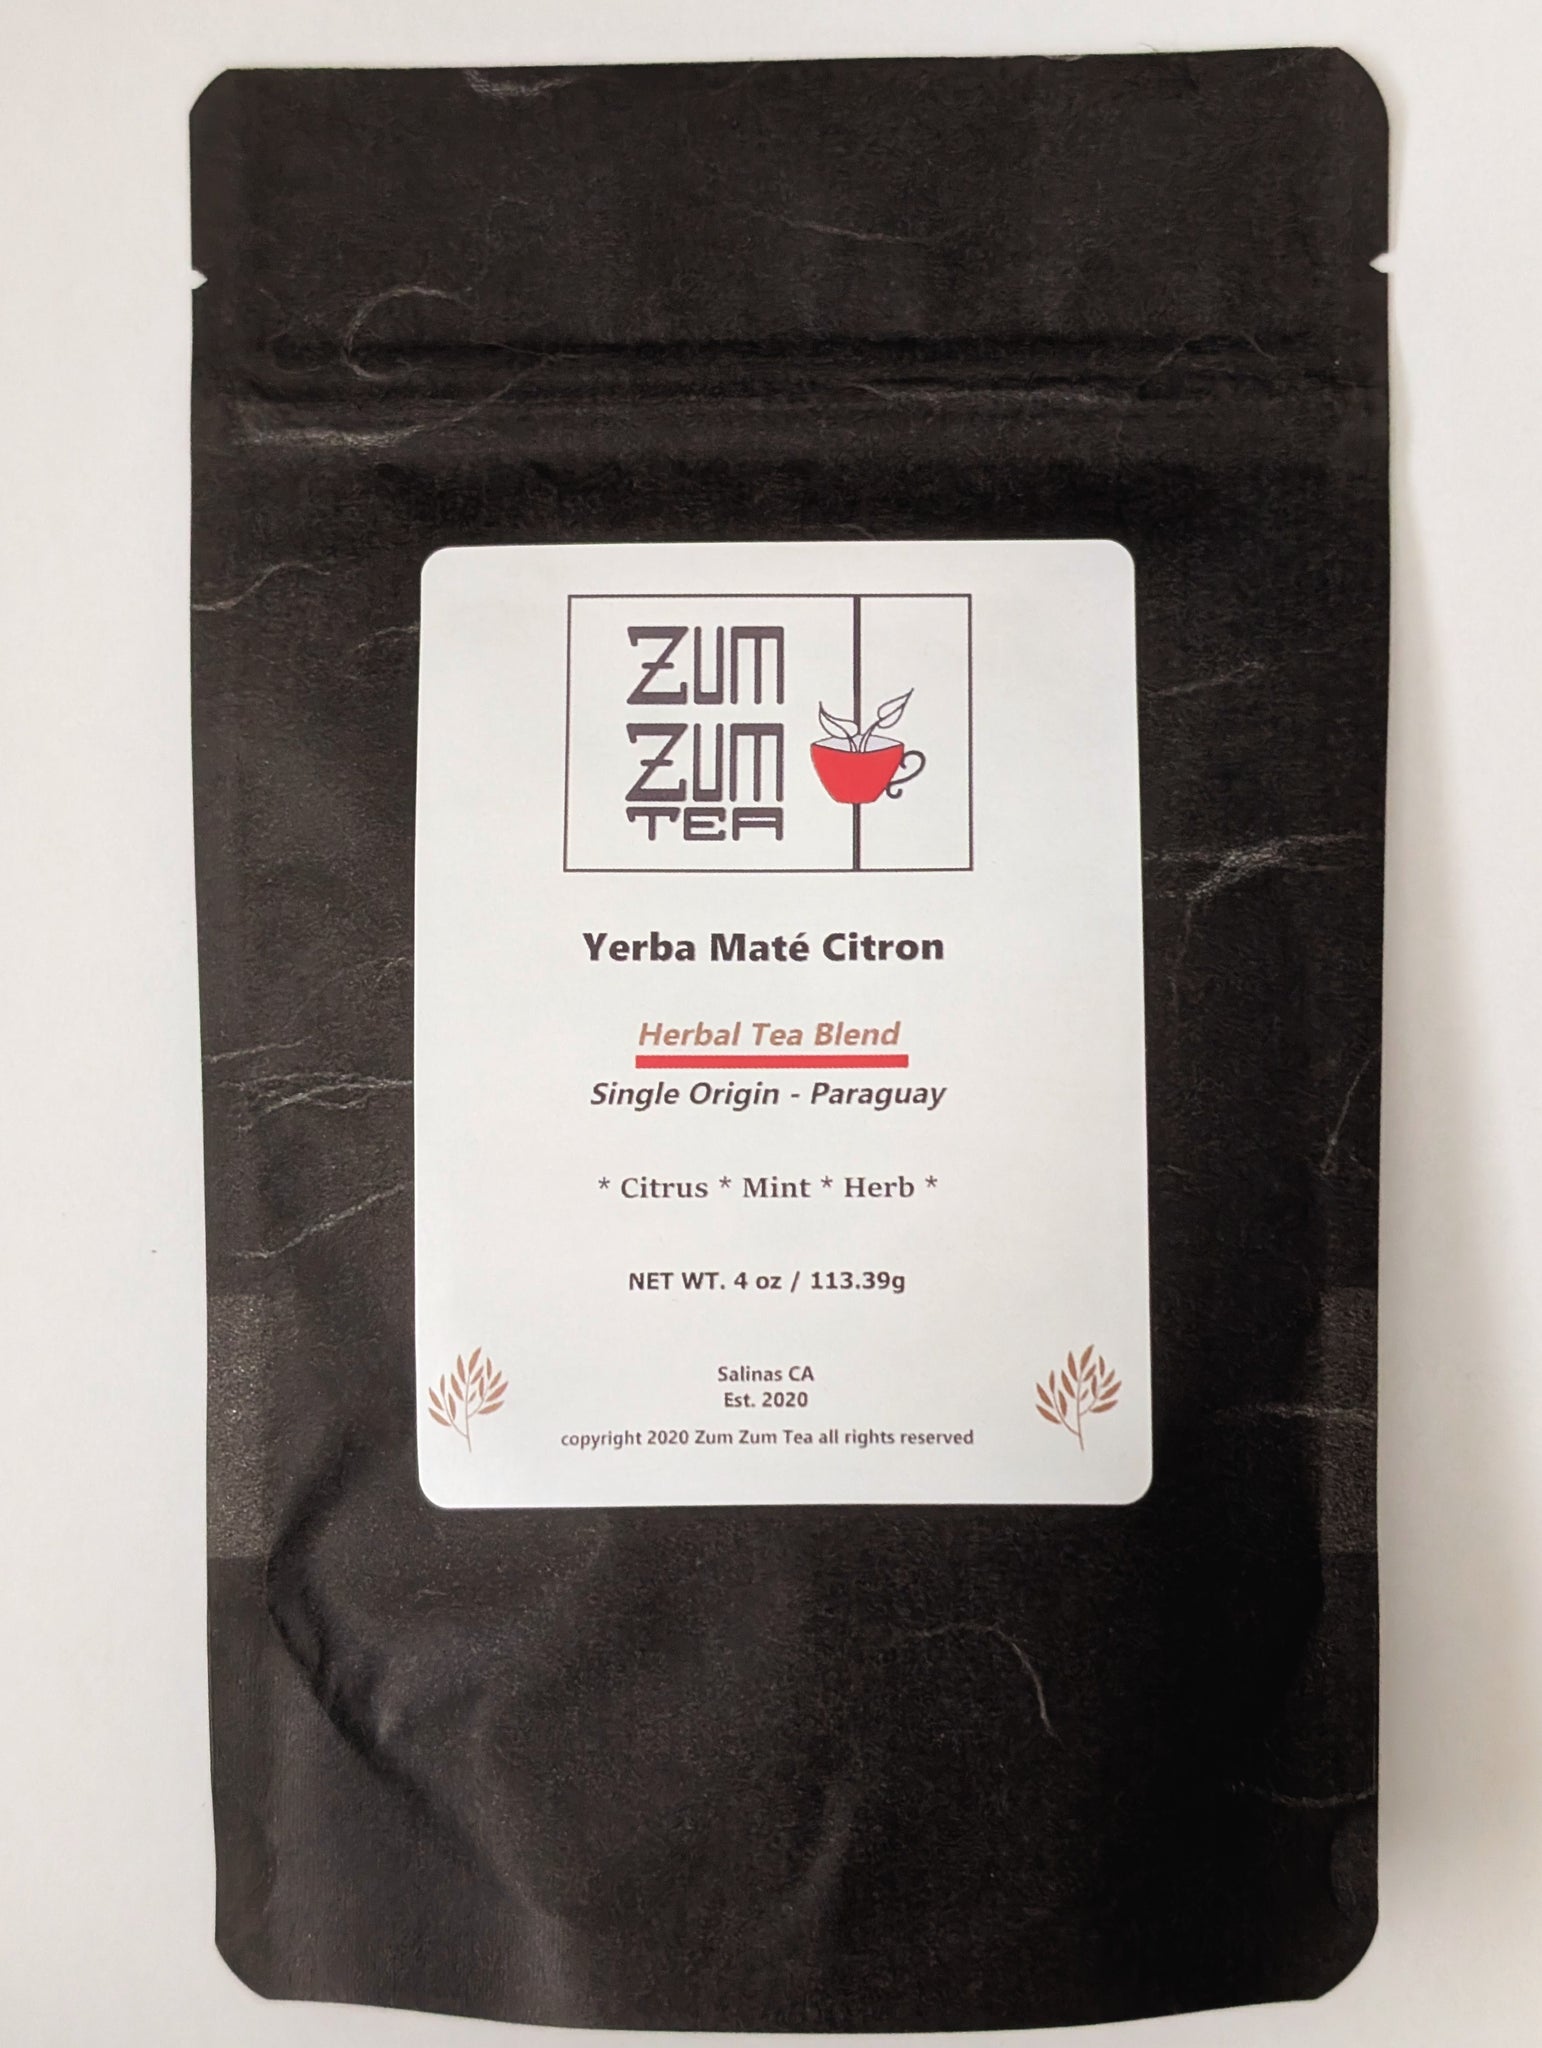 ZUM
ZUM
TEA
Yerba Maté Citron
Herbal Tea Blend
Single Origin - Paraguay
* Citrus * Mint * Herb *
NET WT. 4 oz / 113.39g
Salinas CA
Est. 2020
copyright 2020 Zum Zum Tea all rights reserved